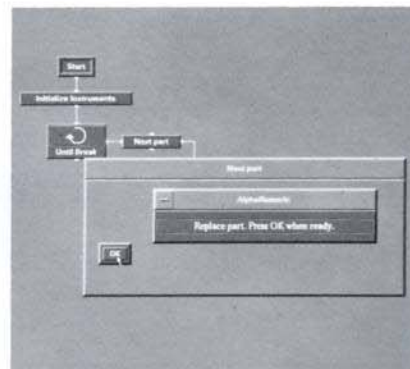 Start
Initialize Instruments
Until Break
Next part
Next part
AlphaNumeric
Replace part. Press OK when ready.
OK